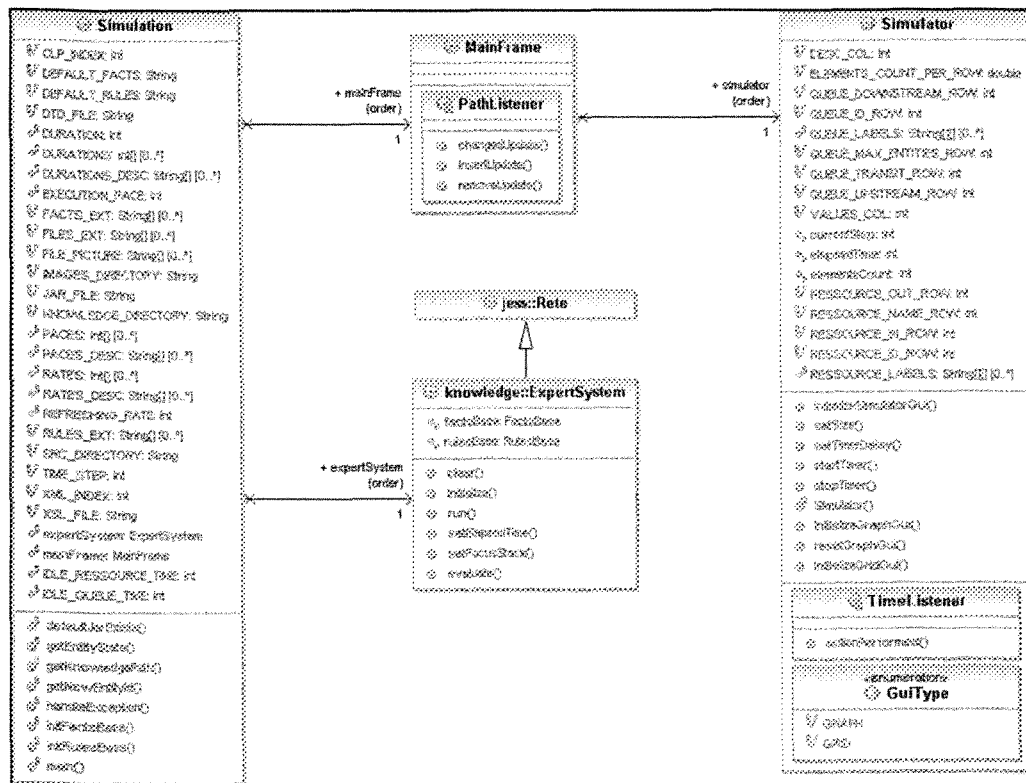 Simulation
CLP_INDEX: int
DEFAULT_FACTS: String
DEFAULT_RULES: String
DTD_FILE: String
DURATION: int
DURATIONS: int[] [0..*]
DURATIONS_DESC: String[] [0..*]
EXECUTION_PACE: int
FACTS_EXT: String[] [0..*]
FILES_EXT: String[] [0..*]
FILE_PICTURE: String[] [0..*]
IMAGES_DIRECTORY: String
JAR_FILE: String
KNOWLEDGE_DIRECTORY: String
PACES: int[] [0..*]
PACES_DESC: String[] [0..*]
RATES: int[] [0..*]
RATES_DESC: String[] [0..*]
REFRESHING_RATE: int
RULES_EXT: String[] [0..*]
SRC_DIRECTORY: String
TIME_STEP: int
XML_INDEX: int
XSL_FILE: String
expertSystem: ExpertSystem
mainFrame: MainFrame
IDLE_RESSOURCE_TIME: int
IDLE_QUEUE_TIME: int
defaultJarExists()
getEntityState()
getKnowledgePath()
getNewEntityId()
handleException()
initFactsBase()
initRulesBase()
main()
+ mainFrame
(order)
1
MainFrame
PathListener
changedUpdate()
insertUpdate()
removeUpdate()
+ simulator
(order)
1
jess::Rete
knowledge::ExpertSystem
factsBase: FactsBase
rulesBase: RulesBase
clear()
initialize()
run()
setElapsedTime()
setFocusStack()
evaluate()
+ expertSystem
(order)
1
Simulator
DESC_COL: int
ELEMENTS_COUNT_PER_ROW: double
QUEUE_DOWNSTREAM_ROW: int
QUEUE_ID_ROW: int
QUEUE_LABELS: String[][] [0..*]
QUEUE_MAX_ENTITIES_ROW: int
QUEUE_TRANSIT_ROW: int
QUEUE_UPSTREAM_ROW: int
VALUES_COL: int
currentStep: int
elapsedTime: int
elementsCount: int
RESSOURCE_OUT_ROW: int
RESSOURCE_NAME_ROW: int
RESSOURCE_IN_ROW: int
RESSOURCE_ID_ROW: int
RESSOURCE_LABELS: String[][] [0..*]
setSize()
setTimerDelay()
startTimer()
stopTimer()
Simulator()
initializeGraphGui()
resetGraphGui()
initializeGridGui()
TimeListener
actionPerformed()
«enumeration»
GuiType
GRAPH
GRID